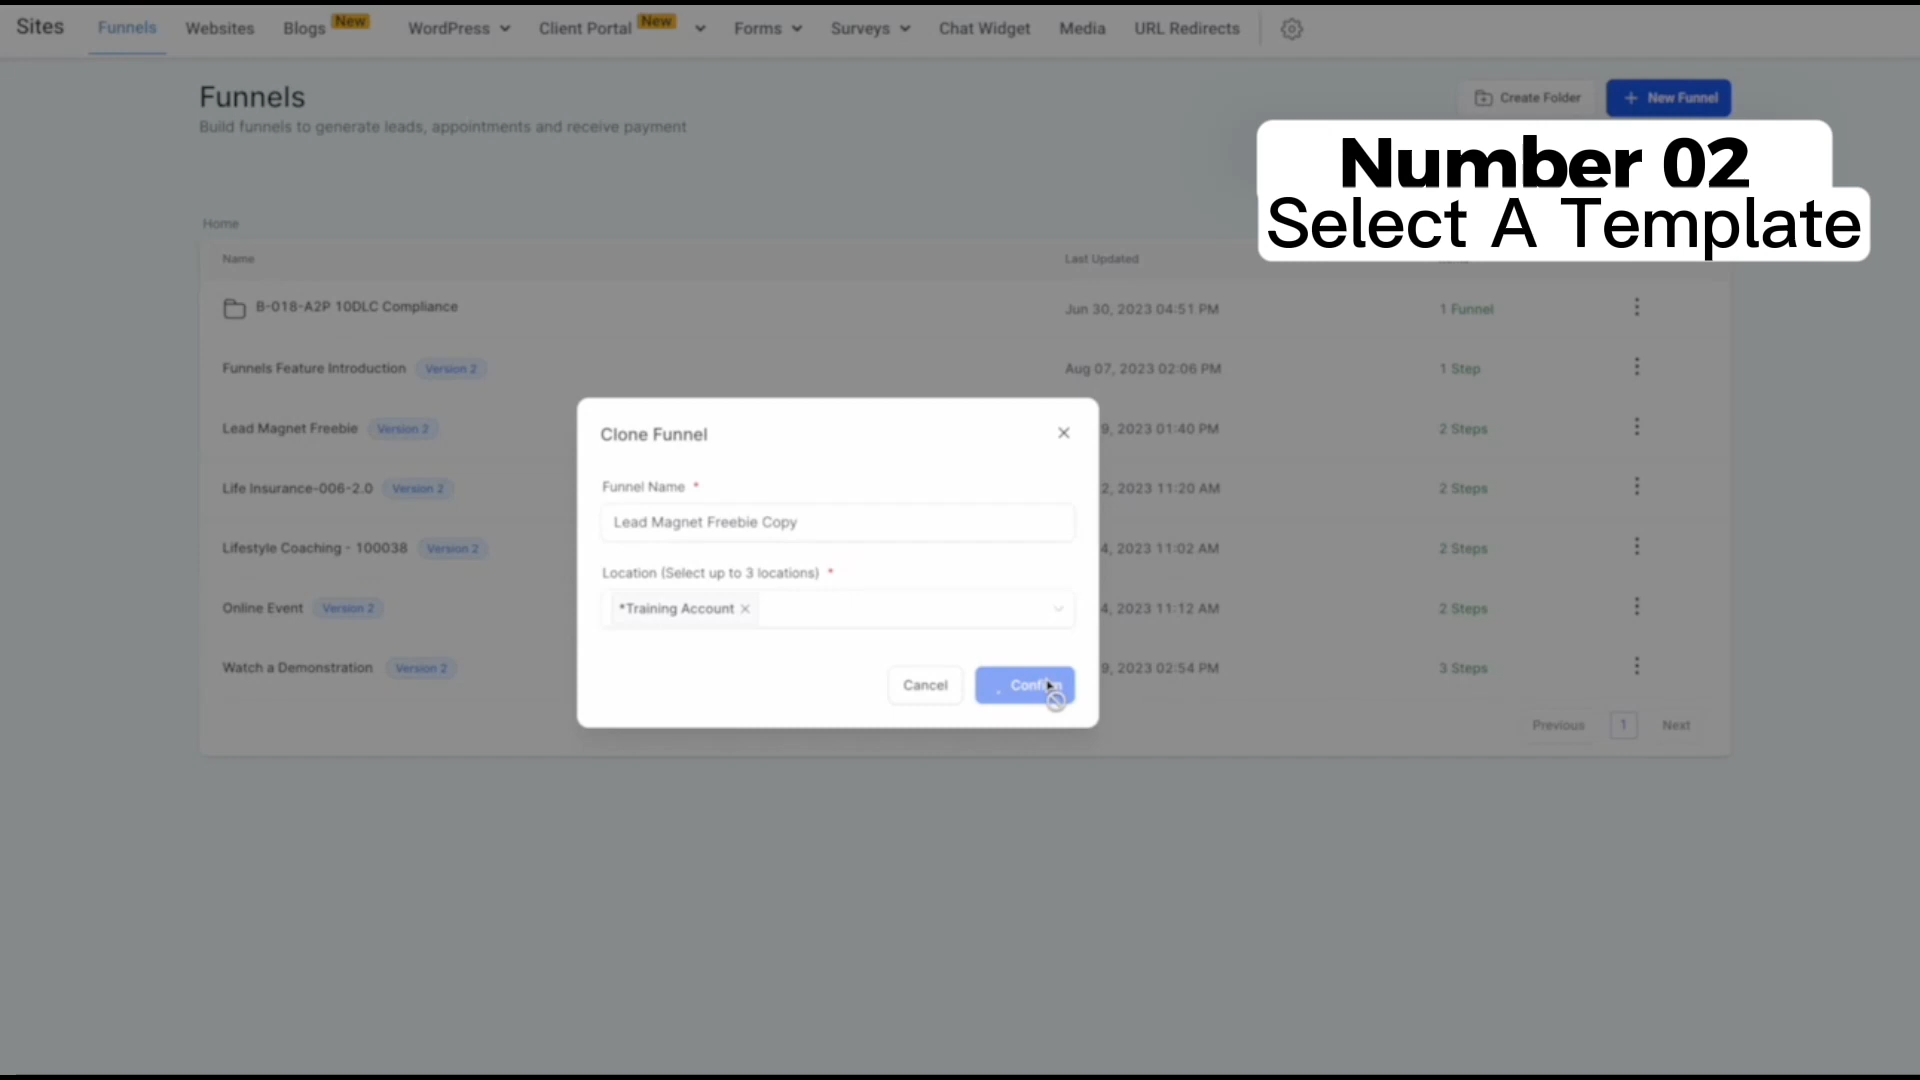 Sites Funnels Websites Blogs New WordPress Client Portal New Forms Surveys Chat Widget Media URL Redirects
Funnels
Create Folder + New Funnel
Build funnels to generate leads, appointments and receive payment
Number 02
Select A Template
Home
Name Last Updated
B-018-A2P 10DLC Compliance Jun 30, 2023 04:51 PM 1 Funnel
Funnels Feature Introduction Version 2 Aug 07, 2023 02:06 PM 1 Step
Lead Magnet Freebie Version 2 9, 2023 01:40 PM 2 Steps
Life Insurance-006-2.0 Version 2 2, 2023 11:20 AM 2 Steps
Lifestyle Coaching - 100038 Version 2 4, 2023 11:02 AM 2 Steps
Online Event Version 2 4, 2023 11:12 AM 2 Steps
Watch a Demonstration Version 2 9, 2023 02:54 PM 3 Steps
Previous 1 Next
Clone Funnel
Funnel Name *
Lead Magnet Freebie Copy
Location (Select up to 3 locations) *
*Training Account
Cancel Confirm